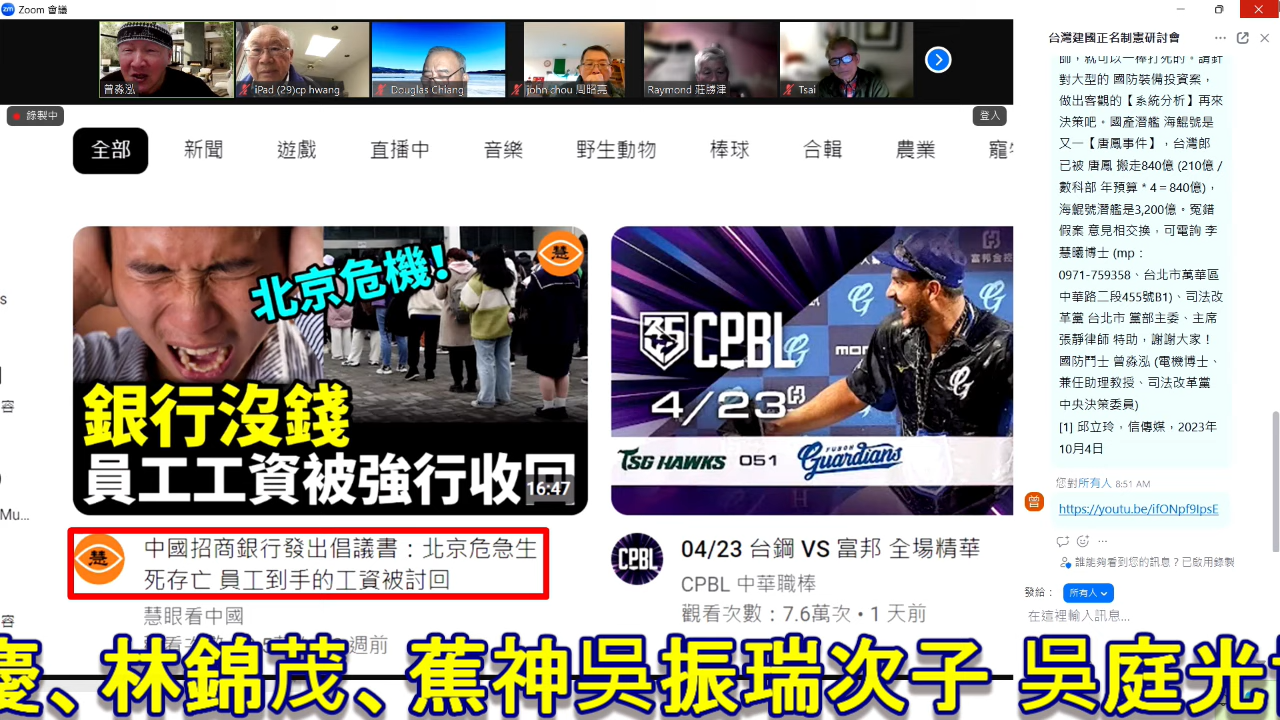 Zoom 會議
曾淼泓
iPad (29)cp hwang
Douglas Chiang
john chou 周昭亮
Raymond 莊勝津
Tsai
錄製中
登入
全部
新聞
遊戲
直播中
音樂
野生動物
棒球
合輯
農業
北京危機!
慧
銀行沒錢
員工工資被強行收回
16:47
CPBL
4/23
富邦金控
TSG HAWKS 051 FUBON Guardians
中國招商銀行發出倡議書：北京危急生
死存亡 員工到手的工資被討回
慧眼看中國
週前
CPBL
04/23 台鋼 VS 富邦 全場精華
CPBL 中華職棒
觀看次數：7.6萬次 • 1 天前
s
容
Mu...
容
慶、林錦茂、蕉神吳振瑞次子 吳庭光
台灣建國正名制憲研討會
師，就可以一棒打死的。請針
對大型的 國防裝備投資案，
做出客觀的【系統分析】再來
決策吧。國產潛艦 海鯤號是
又一【唐鳳事件】，台灣郎
已被 唐鳳 搬走840億 (210億 /
數科部 年預算 * 4 = 840億)，
海鯤號潛艦是3,200億。冤錯
假案 意見相交換，可電詢 李
慧曦博士 (mp：
0971-759358、台北市萬華區
中華路二段455號B1)、司法改
革黨 台北市 黨部主委、主席
張靜律師 特助，謝謝大家！
國防鬥士 曾淼泓 (電機博士、
兼任助理教授、司法改革黨
中央決策委員)
[1] 邱立玲，信傳媒，2023年
10月4日
您對所有人 8:51 AM
曾
https://youtu.be/ifONpf9IpsE
誰能夠看到您的訊息？已啟用錄製
發給： 所有人
在這裡輸入訊息...